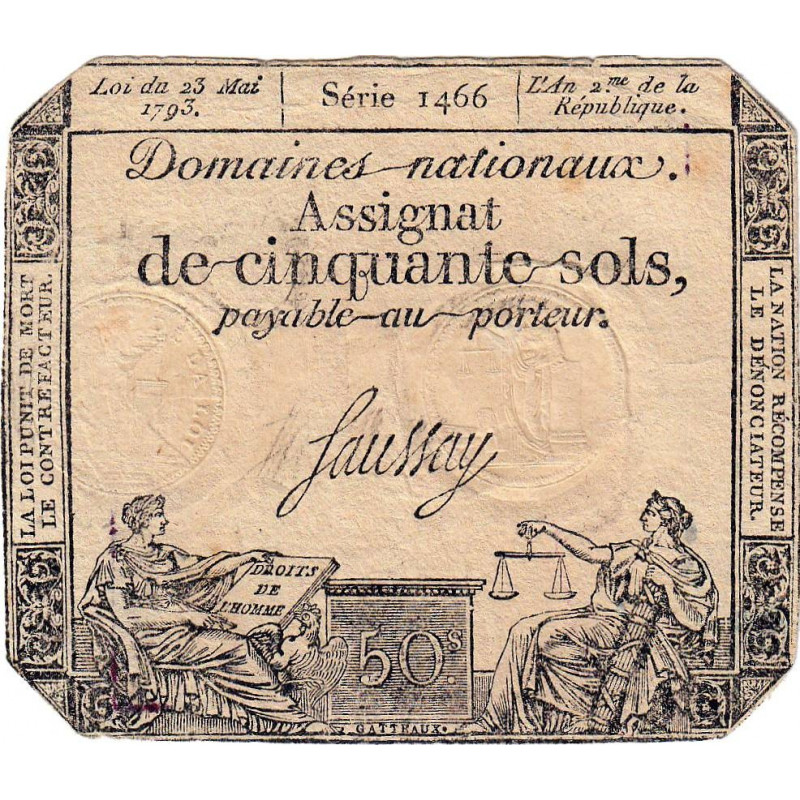 Loi du 23 Mai
1793.
Série 1466
L'An 2.me de la
République.
Domaines nationaux.
Assignat
de cinquante sols,
payable au porteur.
LA LOI PUNIT DE MORT
LE CONTREFACTEUR.
LA NATION RÉCOMPENSE
LE DÉNONCIATEUR.
Saussay
DROITS
DE
L'HOMME
50.s
GATTEAUX.